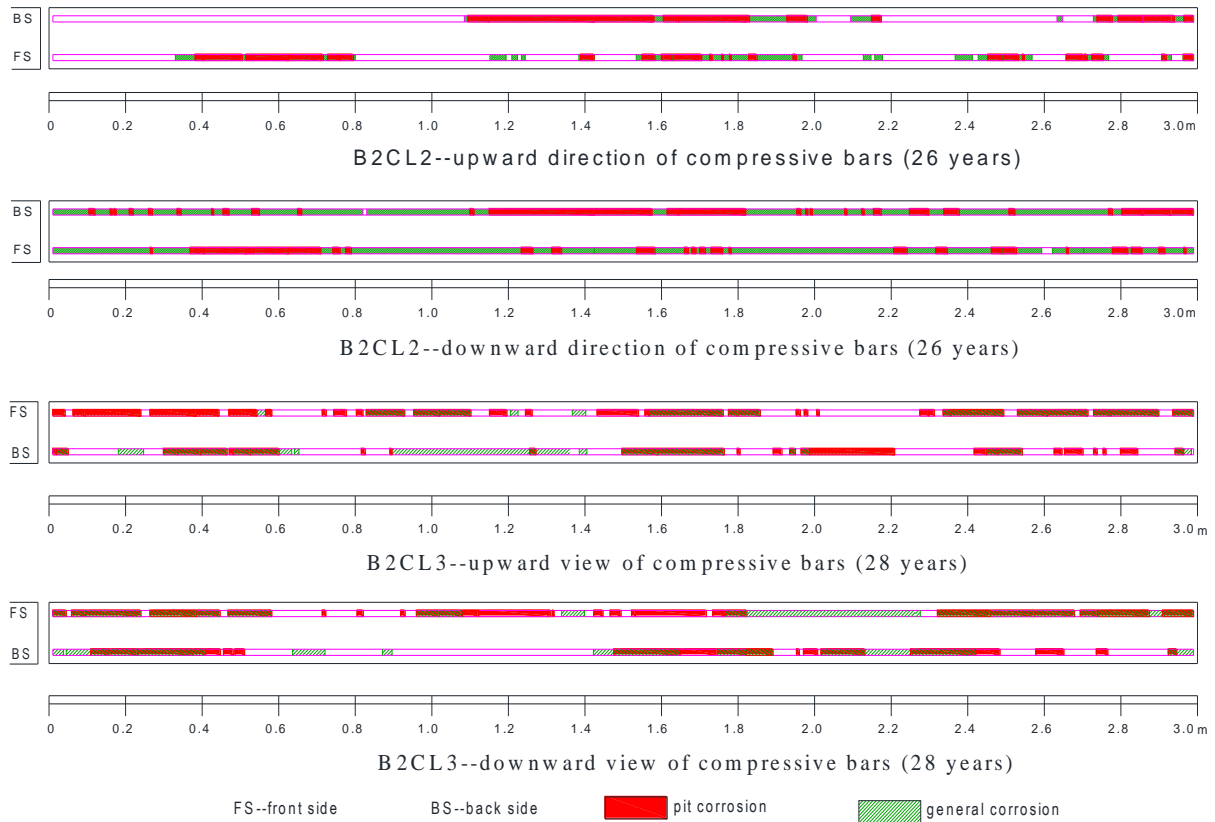 BS
FS
0 0.2 0.4 0.6 0.8 1.0 1.2 1.4 1.6 1.8 2.0 2.2 2.4 2.6 2.8 3.0m
B2CL2--upward direction of compressive bars (26 years)
BS
FS
0 0.2 0.4 0.6 0.8 1.0 1.2 1.4 1.6 1.8 2.0 2.2 2.4 2.6 2.8 3.0m
B2CL2--downward direction of compressive bars (26 years)
FS
BS
0 0.2 0.4 0.6 0.8 1.0 1.2 1.4 1.6 1.8 2.0 2.2 2.4 2.6 2.8 3.0 m
B2CL3--upward view of compressive bars (28 years)
FS
BS
0 0.2 0.4 0.6 0.8 1.0 1.2 1.4 1.6 1.8 2.0 2.2 2.4 2.6 2.8 3.0m
B2CL3--downward view of compressive bars (28 years)
FS--front side BS--back side pit corrosion general corrosion